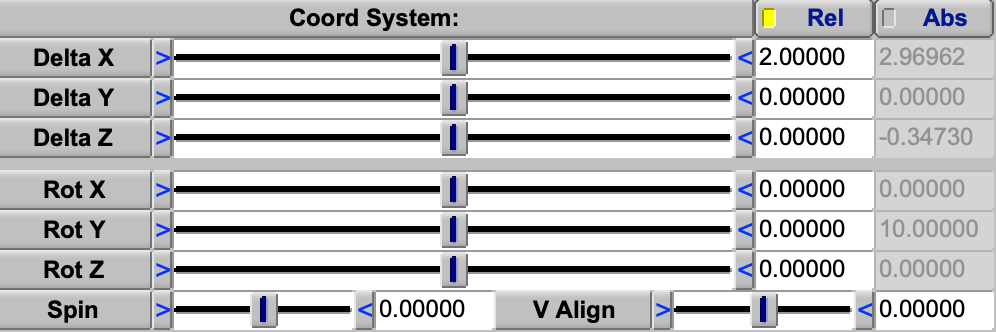 Coord System: Rel Abs
Delta X > < 2.00000 2.96962
Delta Y > < 0.00000 0.00000
Delta Z > < 0.00000 -0.34730
Rot X > < 0.00000 0.00000
Rot Y > < 0.00000 10.00000
Rot Z > < 0.00000 0.00000
Spin > < 0.00000 V Align > < 0.00000